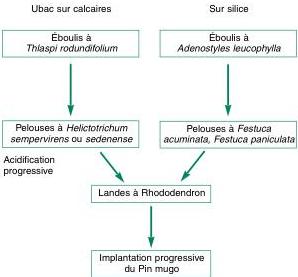 Ubac sur calcaires
Sur silice
Éboulis à
Thlaspi rodundifolium
Éboulis à
Adenostyles leucophylla
Pelouses à Helictotrichum
sempervirens ou sedenense
Pelouses à Festuca
acuminata, Festuca paniculata
Acidification
progressive
Landes à Rhododendron
Implantation progressive
du Pin mugo